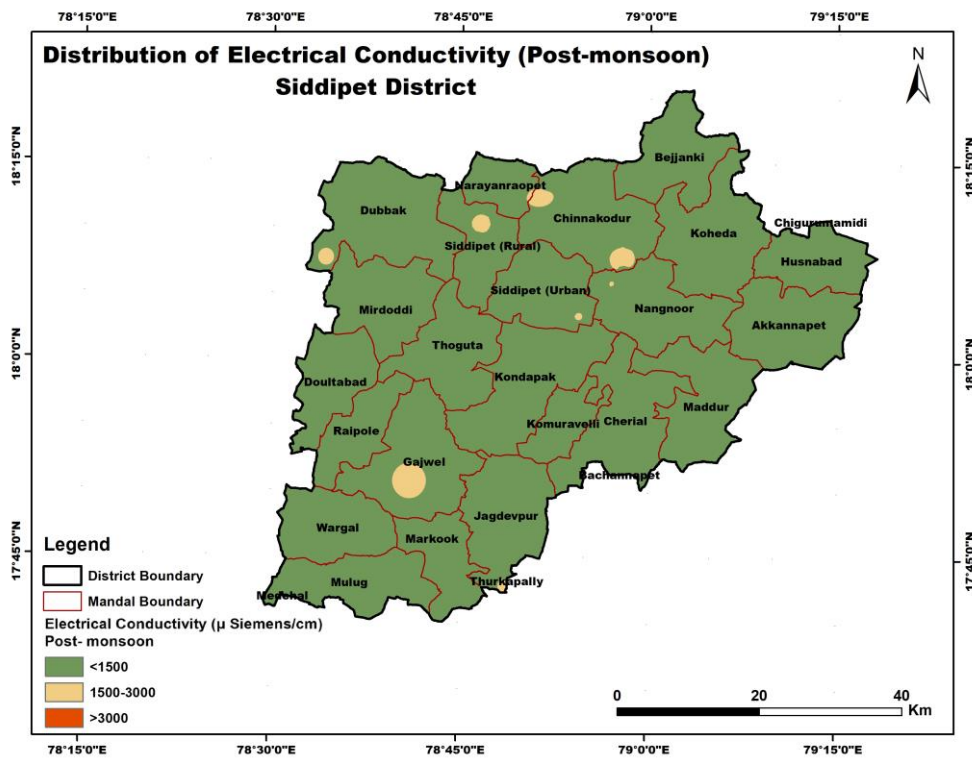 78°15'0"E 78°30'0"E 78°45'0"E 79°0'0"E 79°15'0"E
Distribution of Electrical Conductivity (Post-monsoon)
Siddipet District
N
18°15'0"N
18°15'0"N
Bejjanki
Narayanraopet
Dubbak
Chinnakodur
Chigurumamidi
Koheda
Siddipet (Rural)
Husnabad
Siddipet (Urban)
Mirdoddi
Nangnoor
Akkannapet
18°0'0"N
18°0'0"N
Thoguta
Doultabad
Kondapak
Maddur
Komuravelli
Cherial
Raipole
Gajwel
Bachannapet
Jagdevpur
Wargal
Markook
17°45'0"N
17°45'0"N
Mulug
Thurkapally
Medchal
Legend
District Boundary
Mandal Boundary
Electrical Conductivity (µ Siemens/cm)
Post- monsoon
<1500
1500-3000
>3000
0 20 40
Km
78°15'0"E 78°30'0"E 78°45'0"E 79°0'0"E 79°15'0"E